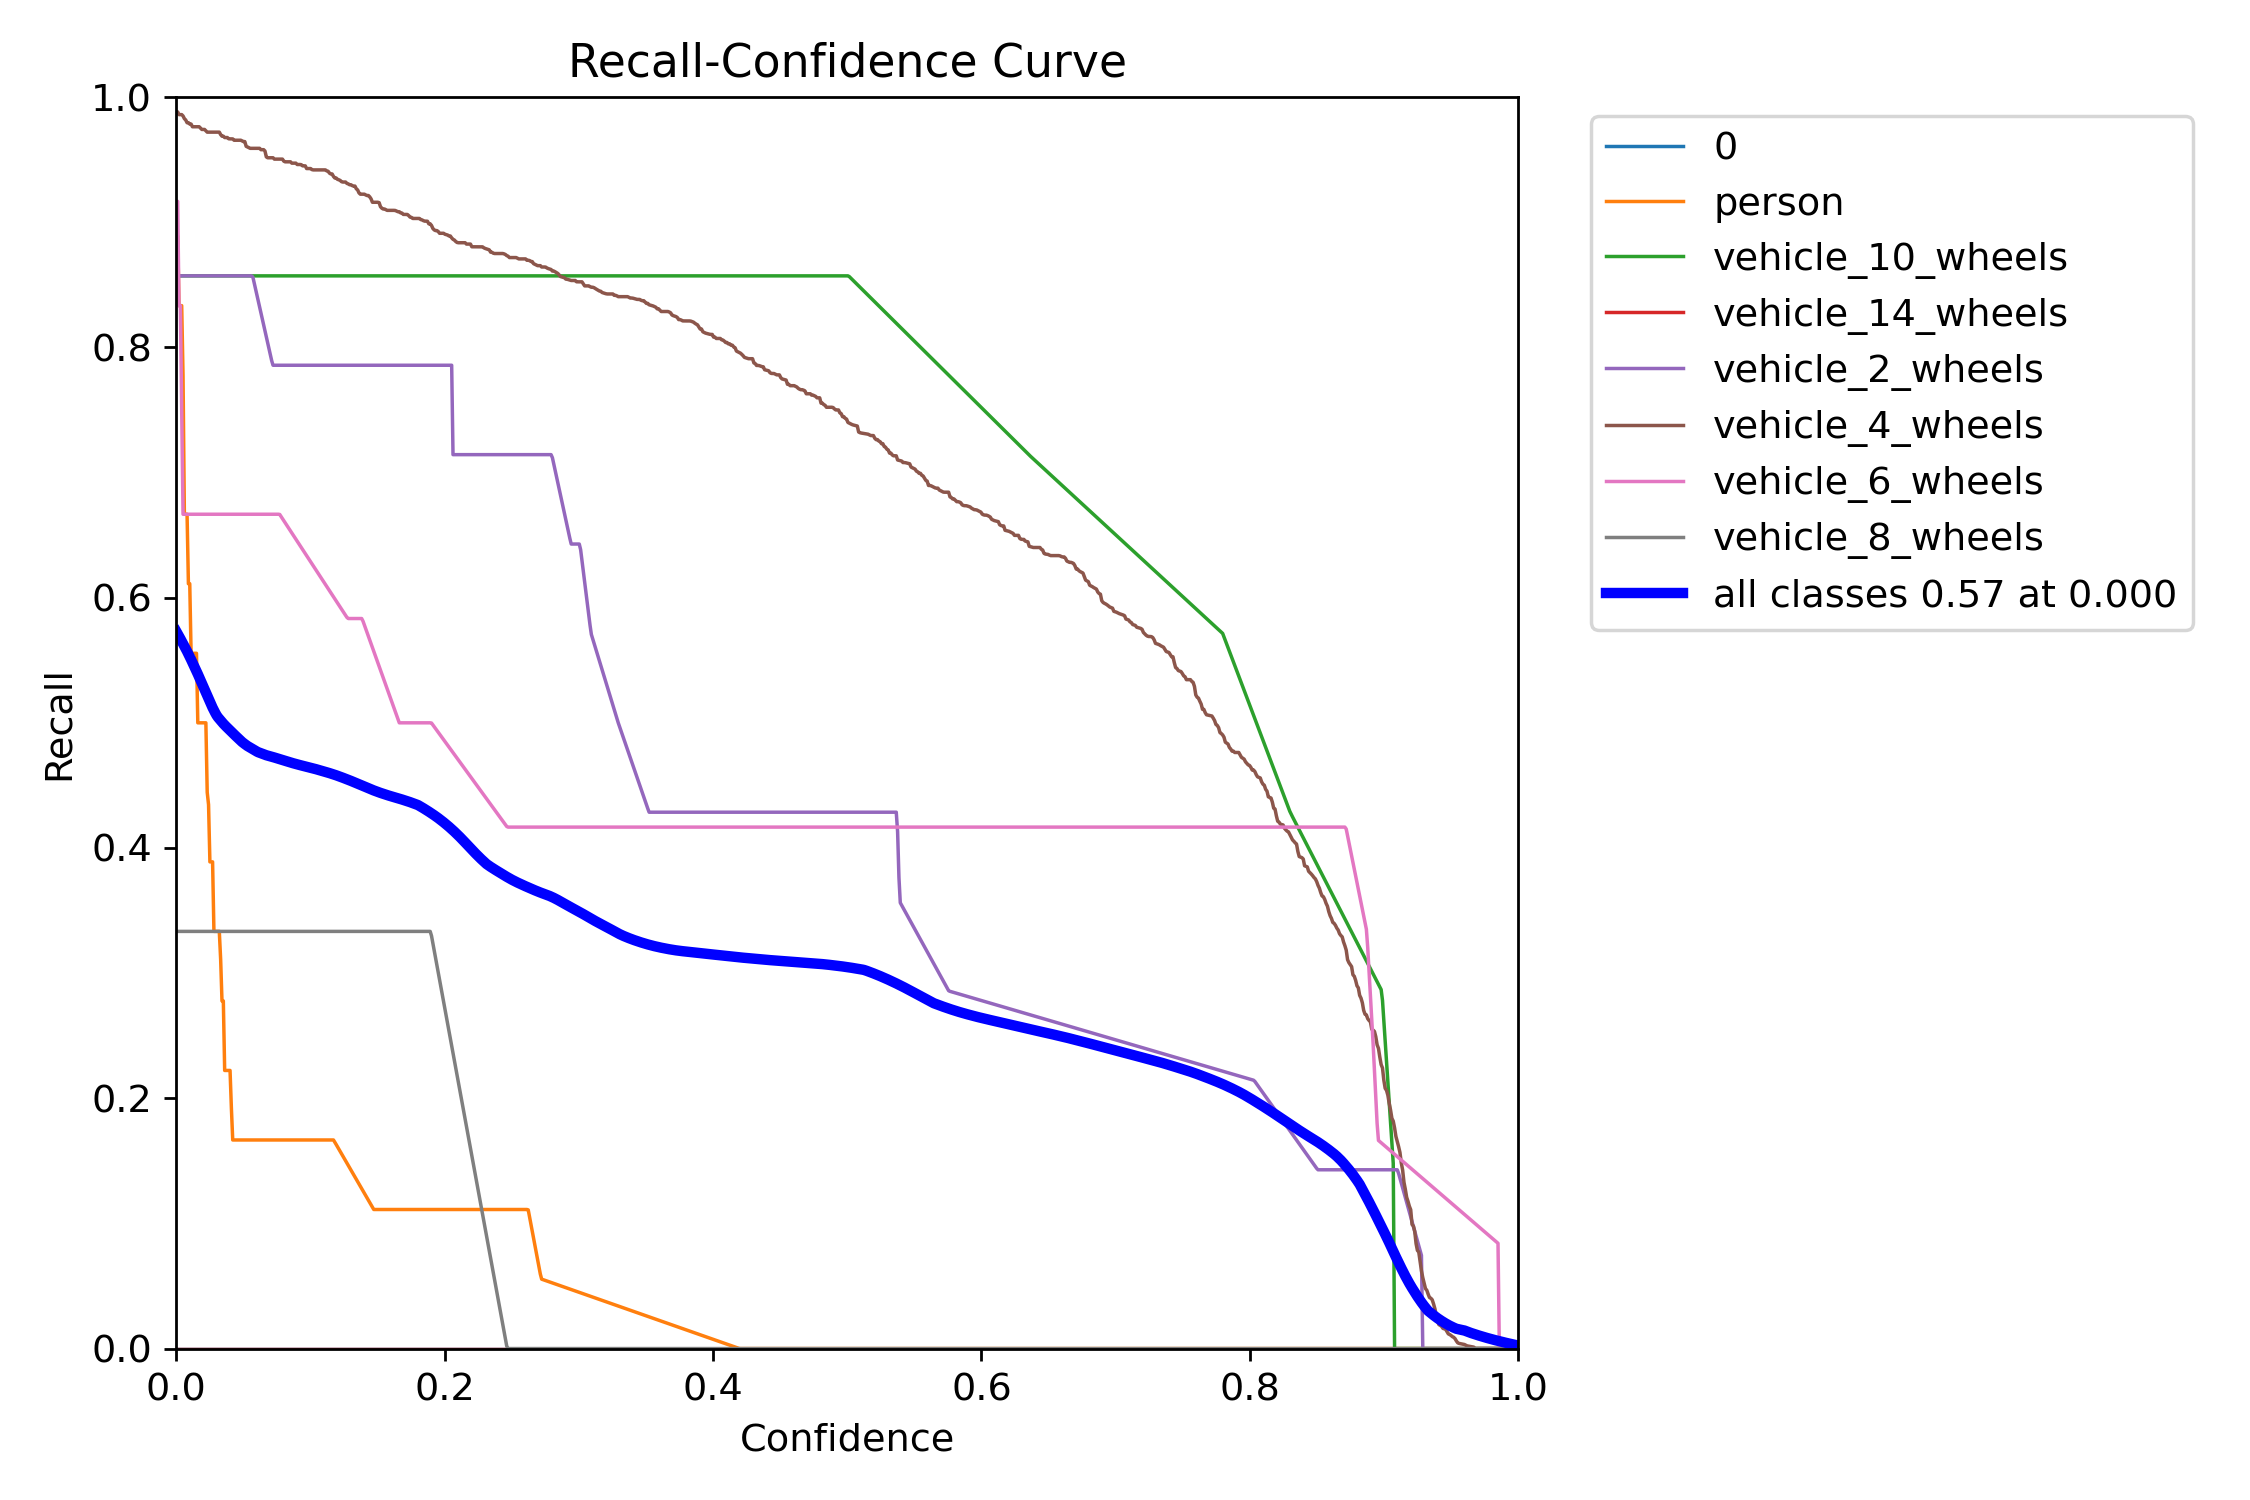 Recall-Confidence Curve
1.0
0.8
0.6
0.4
0.2
0.0
Recall
0.0 0.2 0.4 0.6 0.8 1.0
Confidence
0
person
vehicle_10_wheels
vehicle_14_wheels
vehicle_2_wheels
vehicle_4_wheels
vehicle_6_wheels
vehicle_8_wheels
all classes 0.57 at 0.000